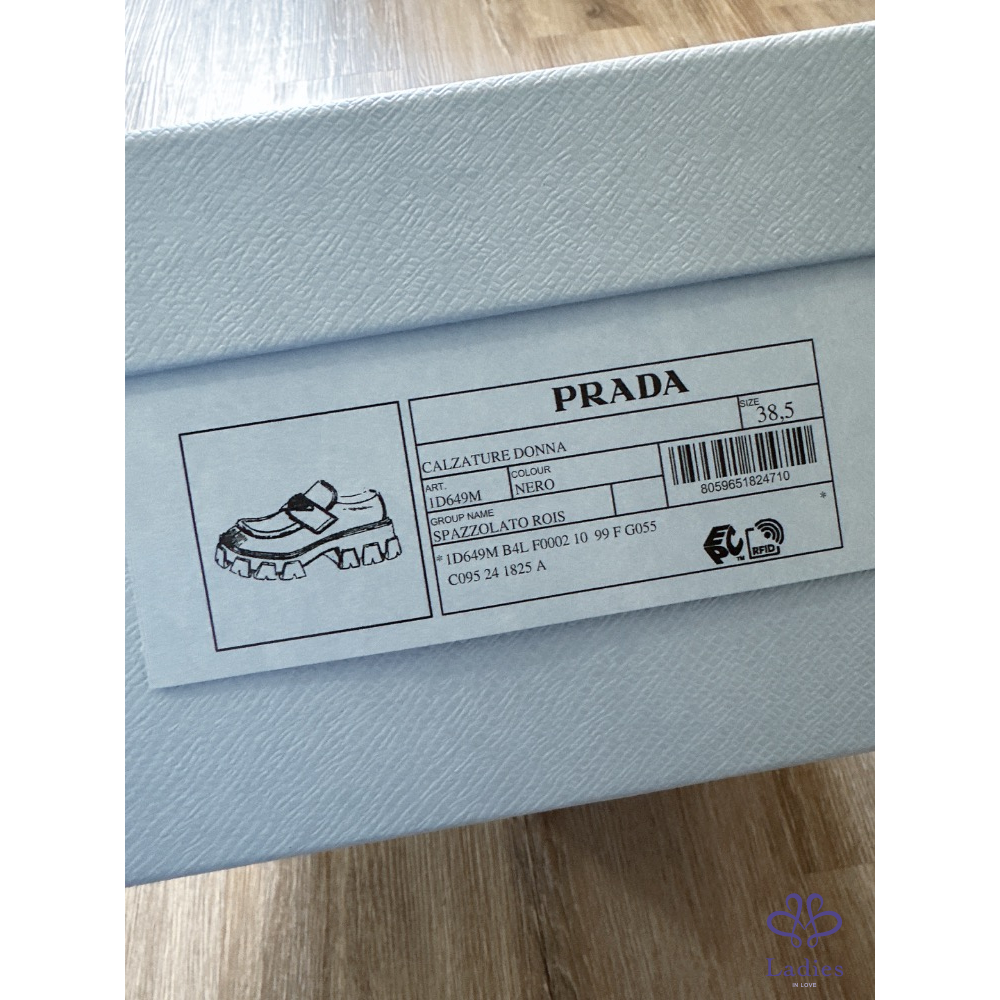 PRADA
CALZATURE DONNA
SIZE
38,5
ART.
1D649M
COLOUR
NERO
8059651824710
GROUP NAME
SPAZZOLATO ROIS
*1D649M B4L F0002 10 99 F G055
*
C095 24 1825 A
EPC™
RFID
Ladies
IN LOVE